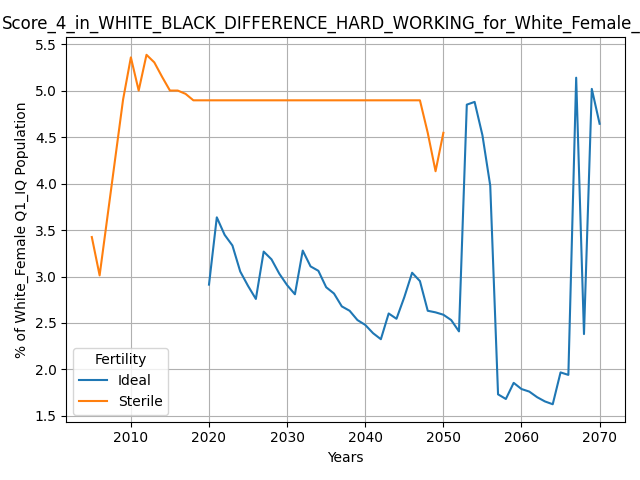 Score_4_in_WHITE_BLACK_DIFFERENCE_HARD_WORKING_for_White_Female_
% of White_Female Q1_IQ Population
5.5
5.0
4.5
4.0
3.5
3.0
2.5
2.0
1.5
Fertility
Ideal
Sterile
2010 2020 2030 2040 2050 2060 2070
Years